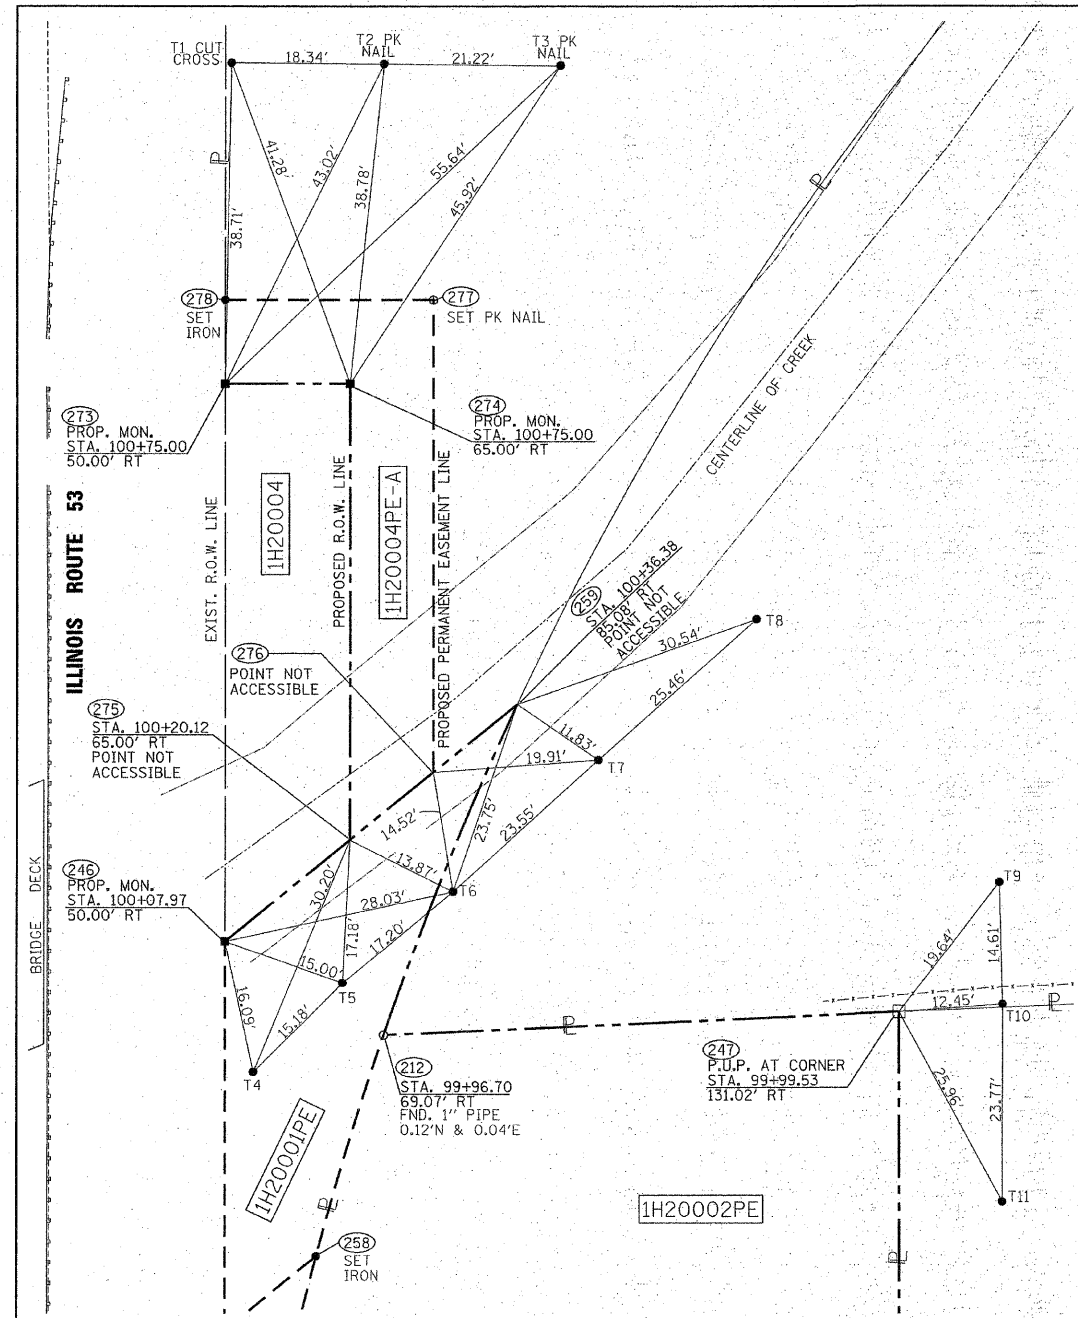 T1 CUT
CROSS
18.34'
T2 PK
NAIL
21.22'
T3 PK
NAIL
41.28'
43.02'
38.78'
55.64'
45.92'
38.71'
PL
PL
278
SET
IRON
277
SET PK NAIL
273
PROP. MON.
STA. 100+75.00
50.00' RT
274
PROP. MON.
STA. 100+75.00
65.00' RT
CENTERLINE OF CREEK
ILLINOIS ROUTE 53
EXIST. R.O.W. LINE
1H20004
PROPOSED R.O.W. LINE
1H20004PE-A
PROPOSED PERMANENT EASEMENT LINE
259
STA. 100+36.38
85.08' RT
POINT NOT
ACCESSIBLE
T8
30.54'
25.46'
276
POINT NOT
ACCESSIBLE
275
STA. 100+20.12
65.00' RT
POINT NOT
ACCESSIBLE
11.83'
19.91'
T7
14.52'
23.75'
23.55'
13.87'
T6
30.20'
28.03'
17.18'
17.20'
246
PROP. MON.
STA. 100+07.97
50.00' RT
BRIDGE DECK
15.00'
T5
16.09'
15.18'
T4
T9
19.64'
14.61'
12.45'
T10
PL
PL
212
STA. 99+96.70
69.07' RT
FND. 1" PIPE
0.12'N & 0.04'E
247
P.U.P. AT CORNER
STA. 99+99.53
131.02' RT
25.96'
23.77'
T11
1H20001PE
PL
1H20002PE
258
SET
IRON
PL